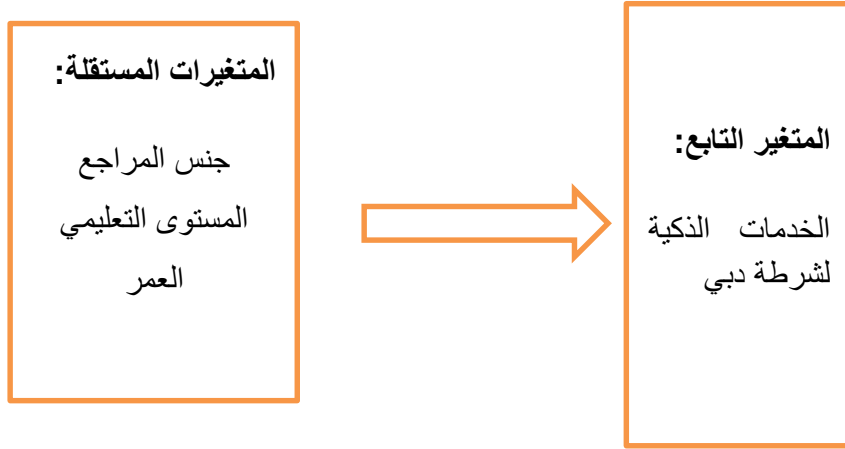 المتغيرات المستقلة:
جنس المراجع
المستوى التعليمي
العمر
المتغير التابع:
الخدمات الذكية
لشرطة دبي